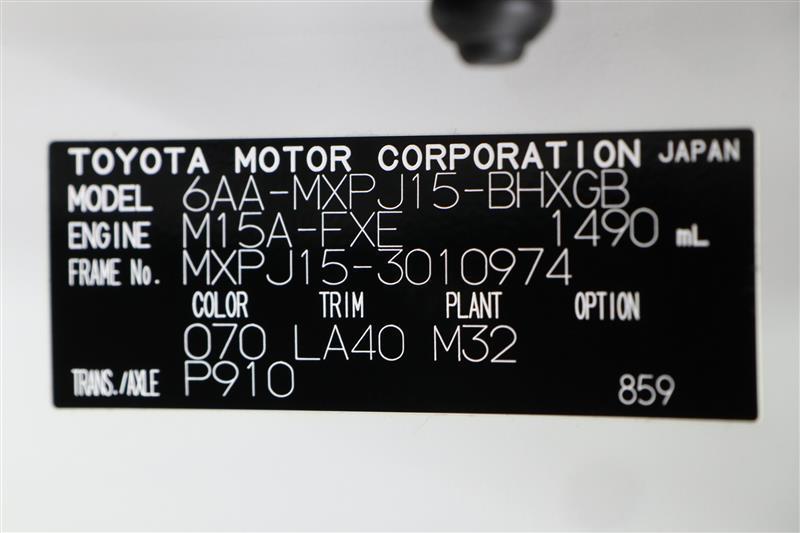 TOYOTA MOTOR CORPORATION JAPAN
MODEL 6AA-MXPJ15-BHXGB
ENGINE M15A-FXE 1490 mL
FRAME No. MXPJ15-3010974
COLOR TRIM PLANT OPTION
070 LA40 M32
TRANS./AXLE P910 859